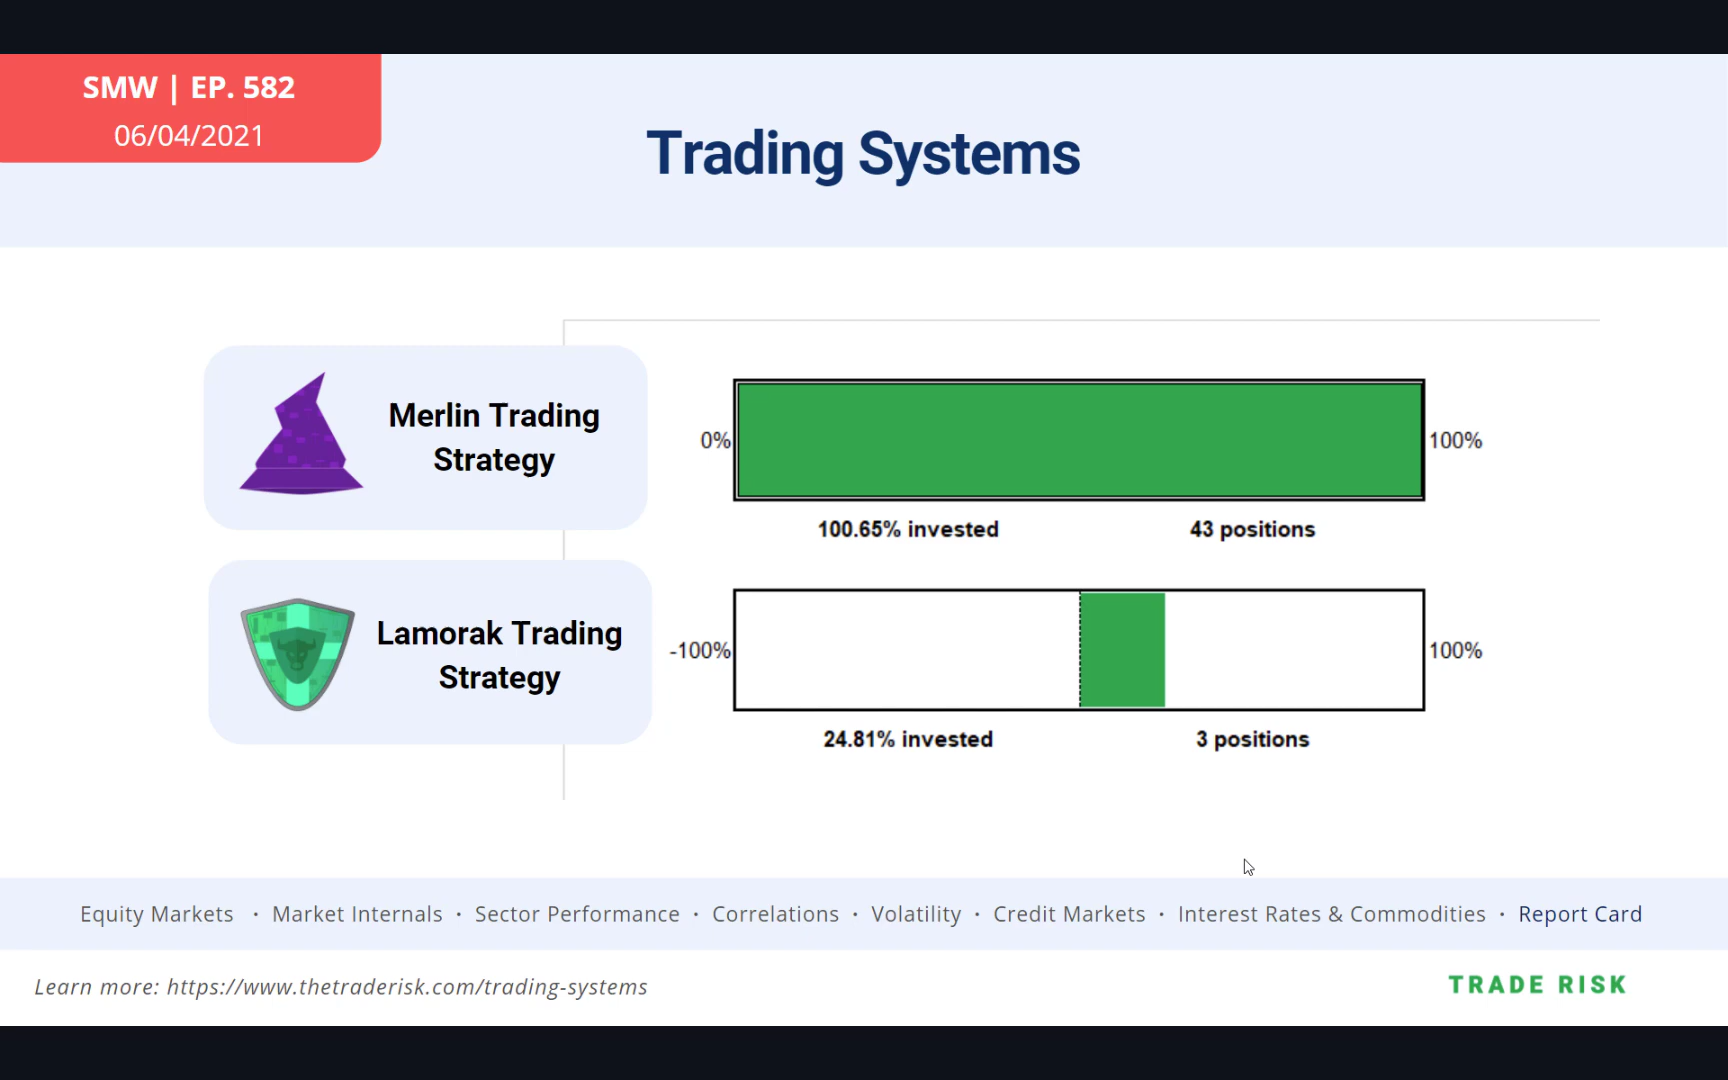 SMW | EP. 582
06/04/2021
Trading Systems
Merlin Trading
Strategy
0%
100%
100.65% invested
43 positions
Lamorak Trading
Strategy
-100%
100%
24.81% invested
3 positions
Equity Markets · Market Internals · Sector Performance · Correlations · Volatility · Credit Markets · Interest Rates & Commodities · Report Card
Learn more: https://www.thetraderisk.com/trading-systems
TRADE RISK